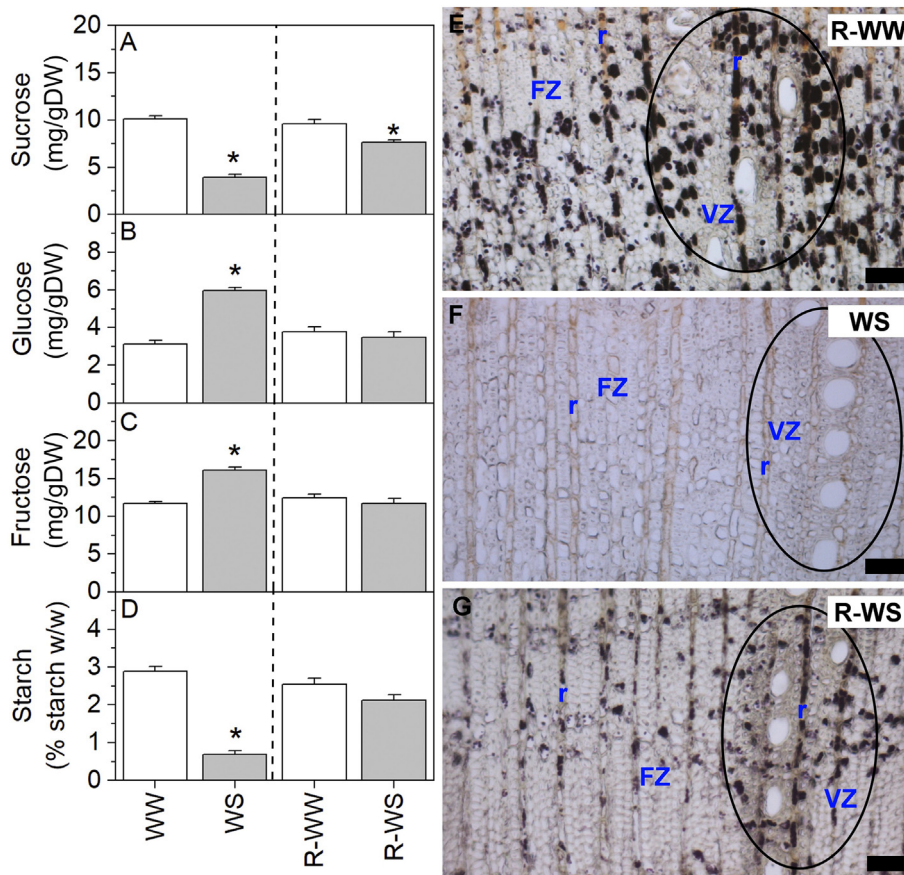 A
Sucrose
(mg/gDW)
20
15
10
5
0
*
*
B
Glucose
(mg/gDW)
8
6
4
2
0
*
C
Fructose
(mg/gDW)
20
15
10
5
0
*
D
Starch
(% starch w/w)
4
3
2
1
0
*
WW
WS
R-WW
R-WS
E
R-WW
r
r
FZ
VZ
F
WS
FZ
r
VZ
r
G
R-WS
r
r
FZ
VZ